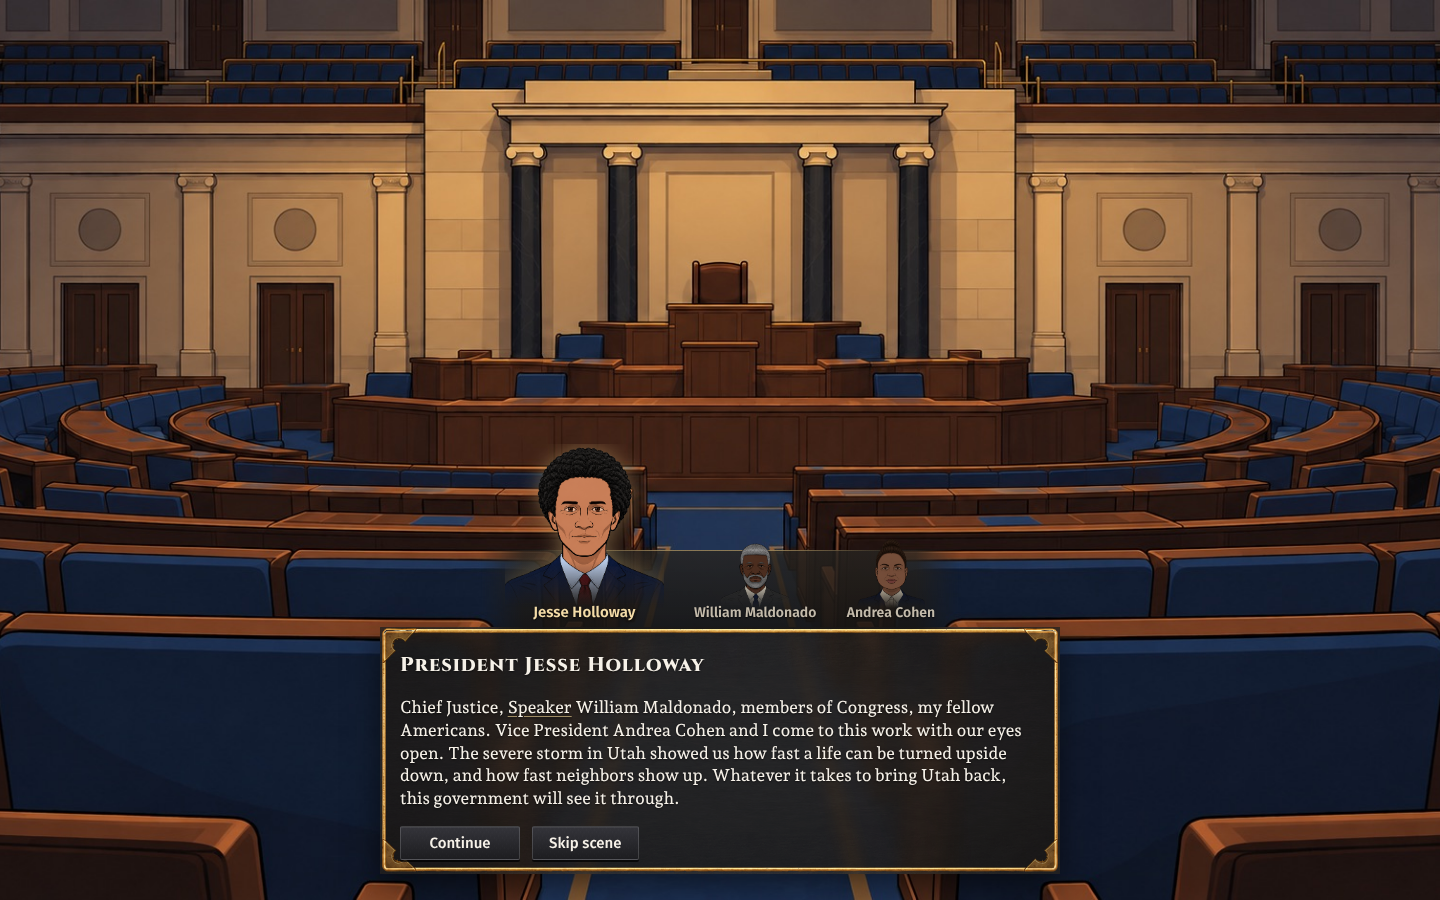 Jesse Holloway
William Maldonado
Andrea Cohen
President Jesse Holloway
Chief Justice, Speaker William Maldonado, members of Congress, my fellow
Americans. Vice President Andrea Cohen and I come to this work with our eyes
open. The severe storm in Utah showed us how fast a life can be turned upside
down, and how fast neighbors show up. Whatever it takes to bring Utah back,
this government will see it through.
Continue
Skip scene